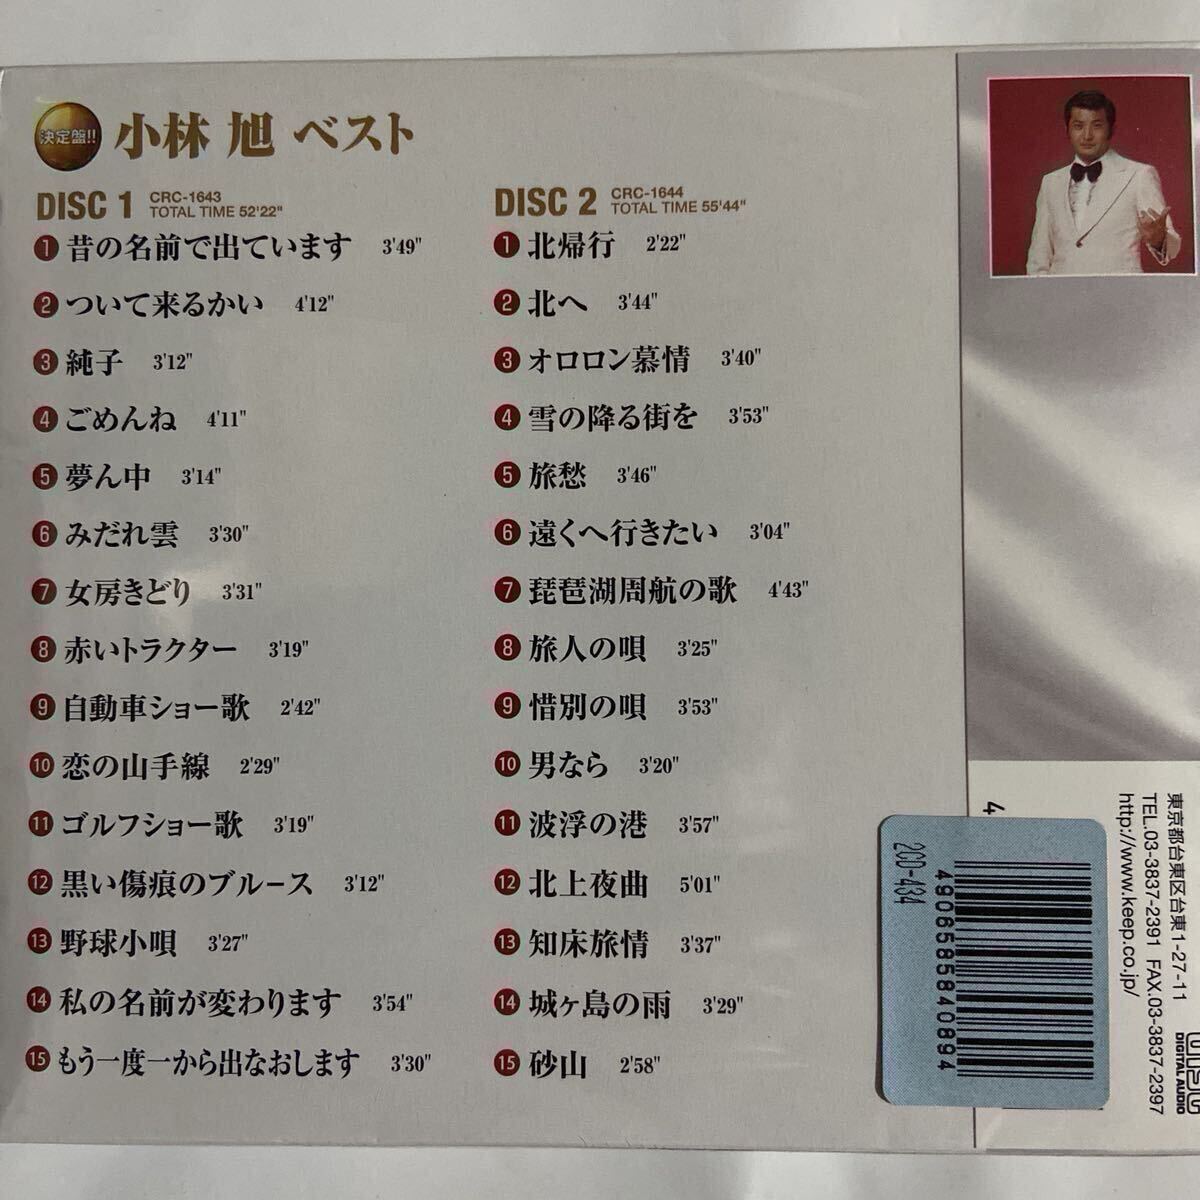 決定盤!! 小林 旭 ベスト
DISC 1 CRC-1643
TOTAL TIME 52'22"
1 昔の名前で出ています 3'49"
2 ついて来るかい 4'12"
3 純子 3'12"
4 ごめんね 4'11"
5 夢ん中 3'14"
6 みだれ雲 3'30"
7 女房きどり 3'31"
8 赤いトラクター 3'19"
9 自動車ショー歌 2'42"
10 恋の山手線 2'29"
11 ゴルフショー歌 3'19"
12 黒い傷痕のブルース 3'12"
13 野球小唄 3'27"
14 私の名前が変わります 3'54"
15 もう一度一から出なおします 3'30"
DISC 2 CRC-1644
TOTAL TIME 55'44"
1 北帰行 2'22"
2 北へ 3'44"
3 オロロン慕情 3'40"
4 雪の降る街を 3'53"
5 旅愁 3'46"
6 遠くへ行きたい 3'04"
7 琵琶湖周航の歌 4'43"
8 旅人の唄 3'25"
9 惜別の唄 3'53"
10 男なら 3'20"
11 波浮の港 3'57"
12 北上夜曲 5'01"
13 知床旅情 3'37"
14 城ヶ島の雨 3'29"
15 砂山 2'58"
東京都台東区台東1-27-11
TEL.03-3837-2391 FAX.03-3837-2397
http://www.keep.co.jp/
4
2CD-434
4906585840894
DIGITAL AUDIO